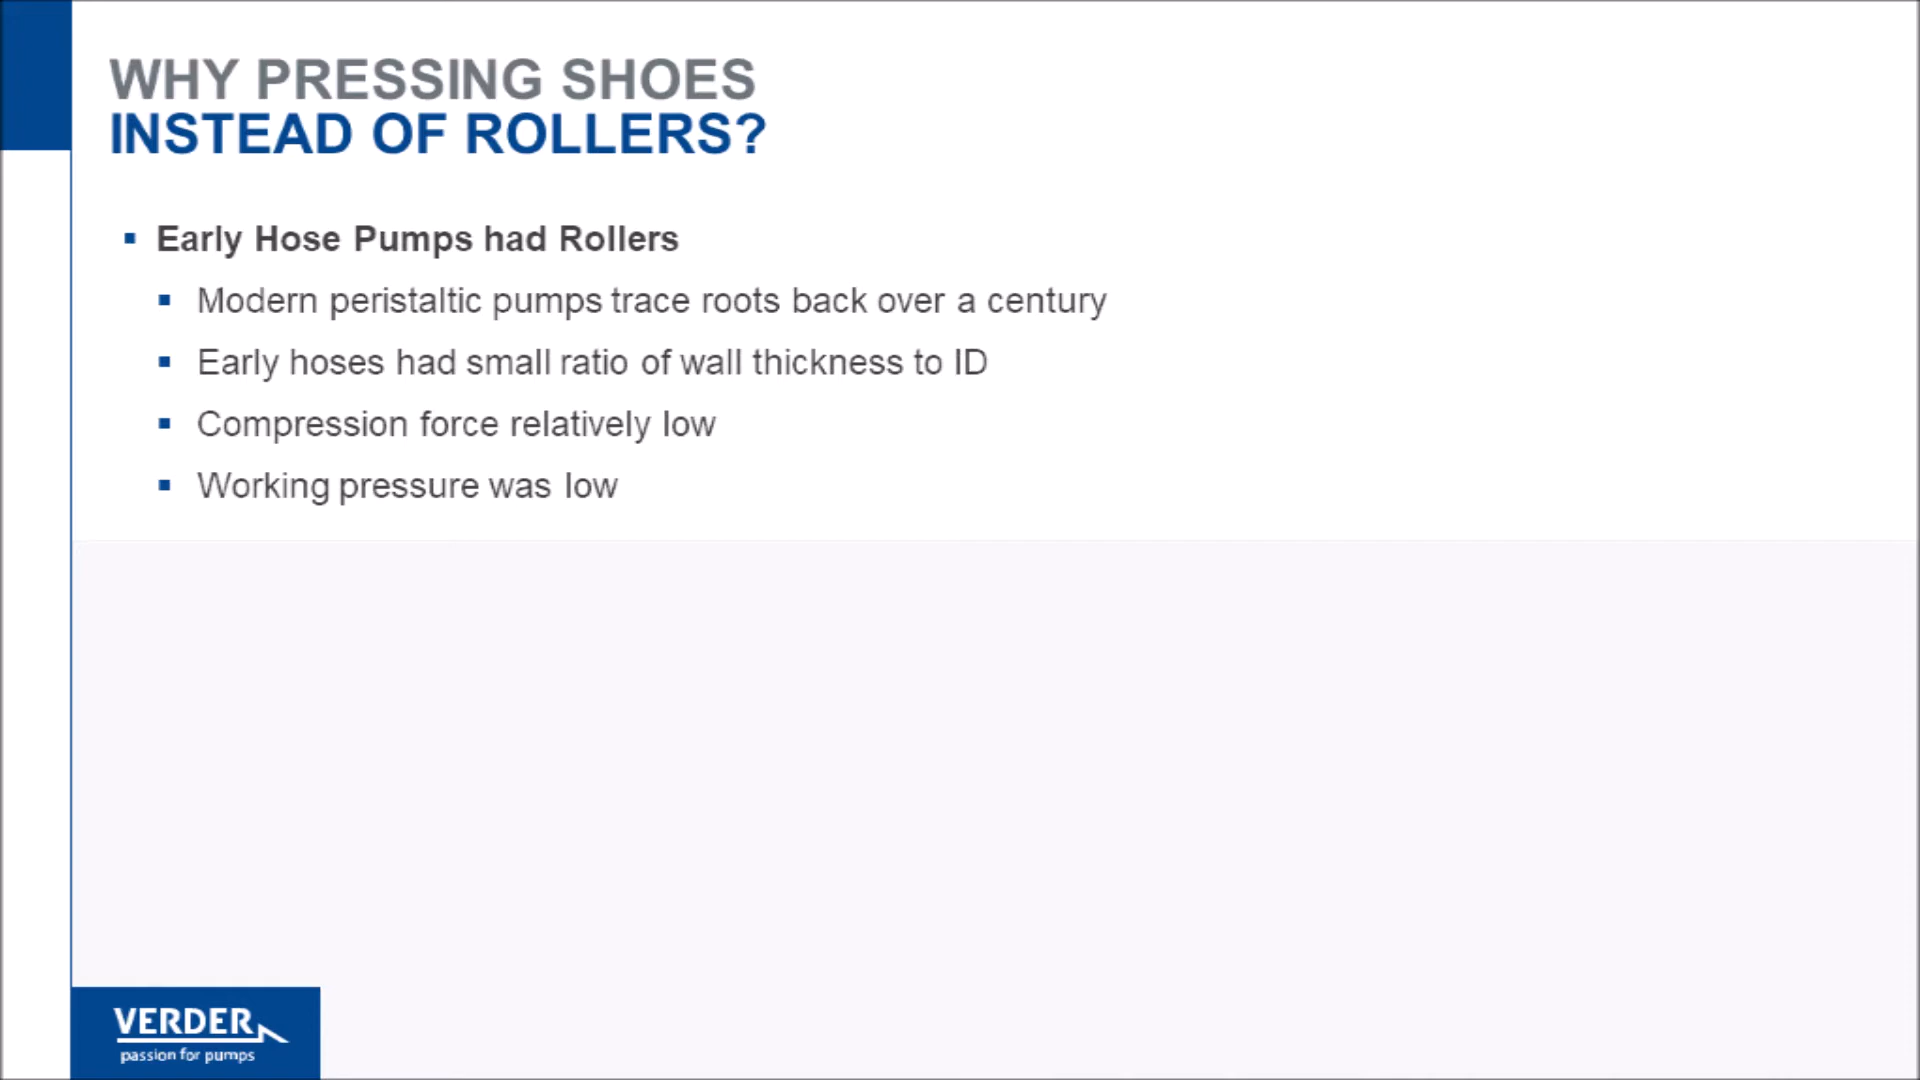 WHY PRESSING SHOES
INSTEAD OF ROLLERS?
Early Hose Pumps had Rollers
Modern peristaltic pumps trace roots back over a century
Early hoses had small ratio of wall thickness to ID
Compression force relatively low
Working pressure was low
VERDER
passion for pumps